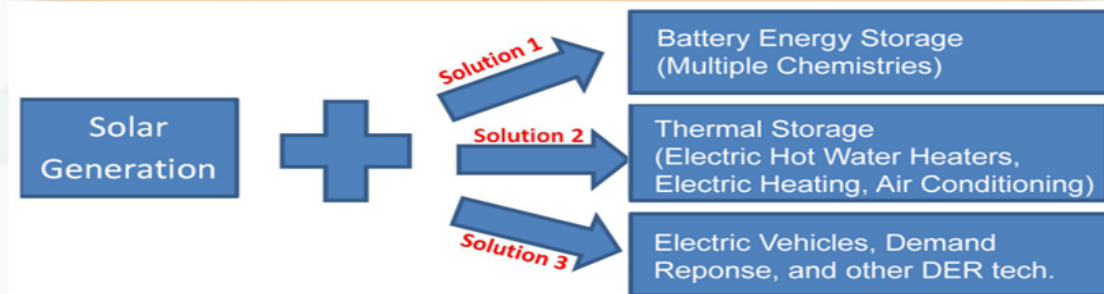 Solar
Generation
Solution 1
Battery Energy Storage
(Multiple Chemistries)
Solution 2
Thermal Storage
(Electric Hot Water Heaters,
Electric Heating, Air Conditioning)
Solution 3
Electric Vehicles, Demand
Reponse, and other DER tech.